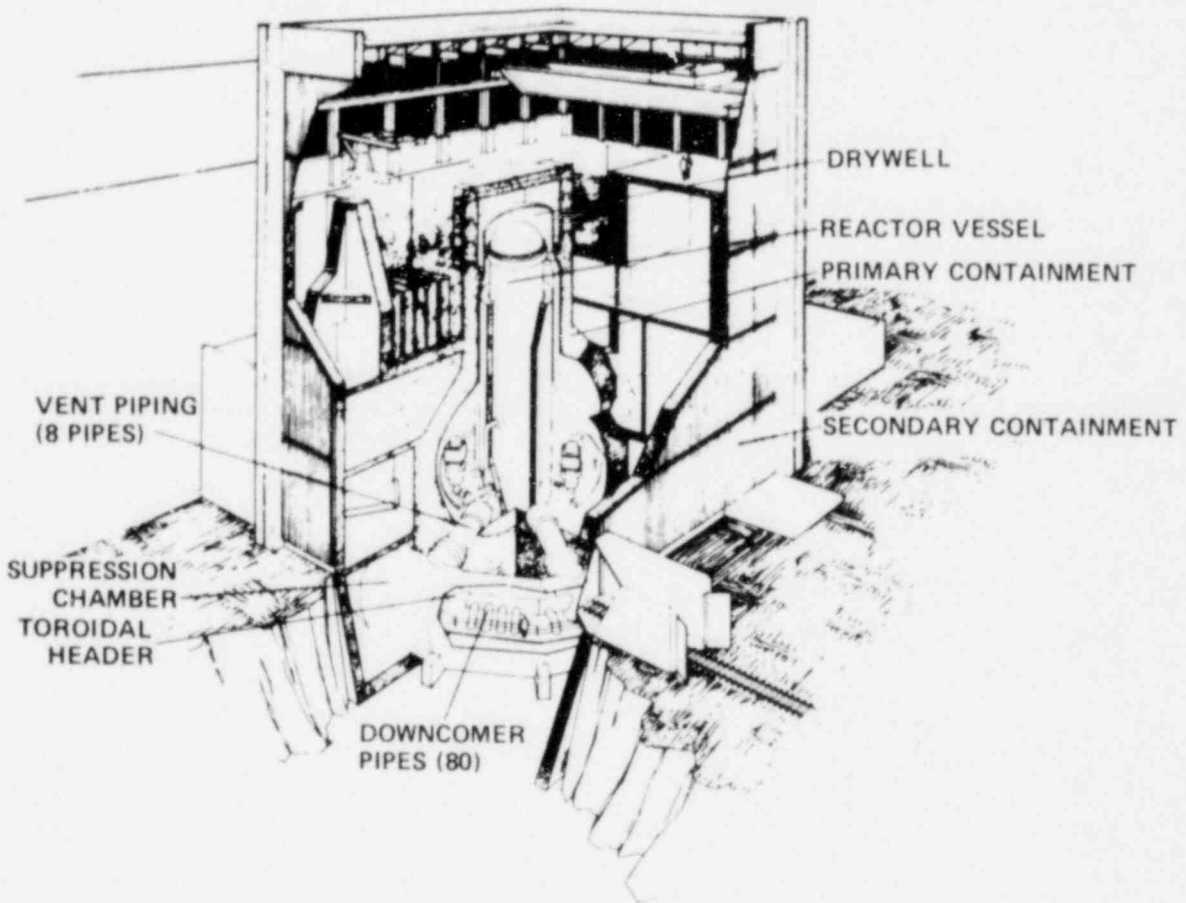 DRYWELL
REACTOR VESSEL
PRIMARY CONTAINMENT
VENT PIPING
(8 PIPES)
SECONDARY CONTAINMENT
SUPPRESSION
CHAMBER
TOROIDAL
HEADER
DOWNCOMER
PIPES (80)